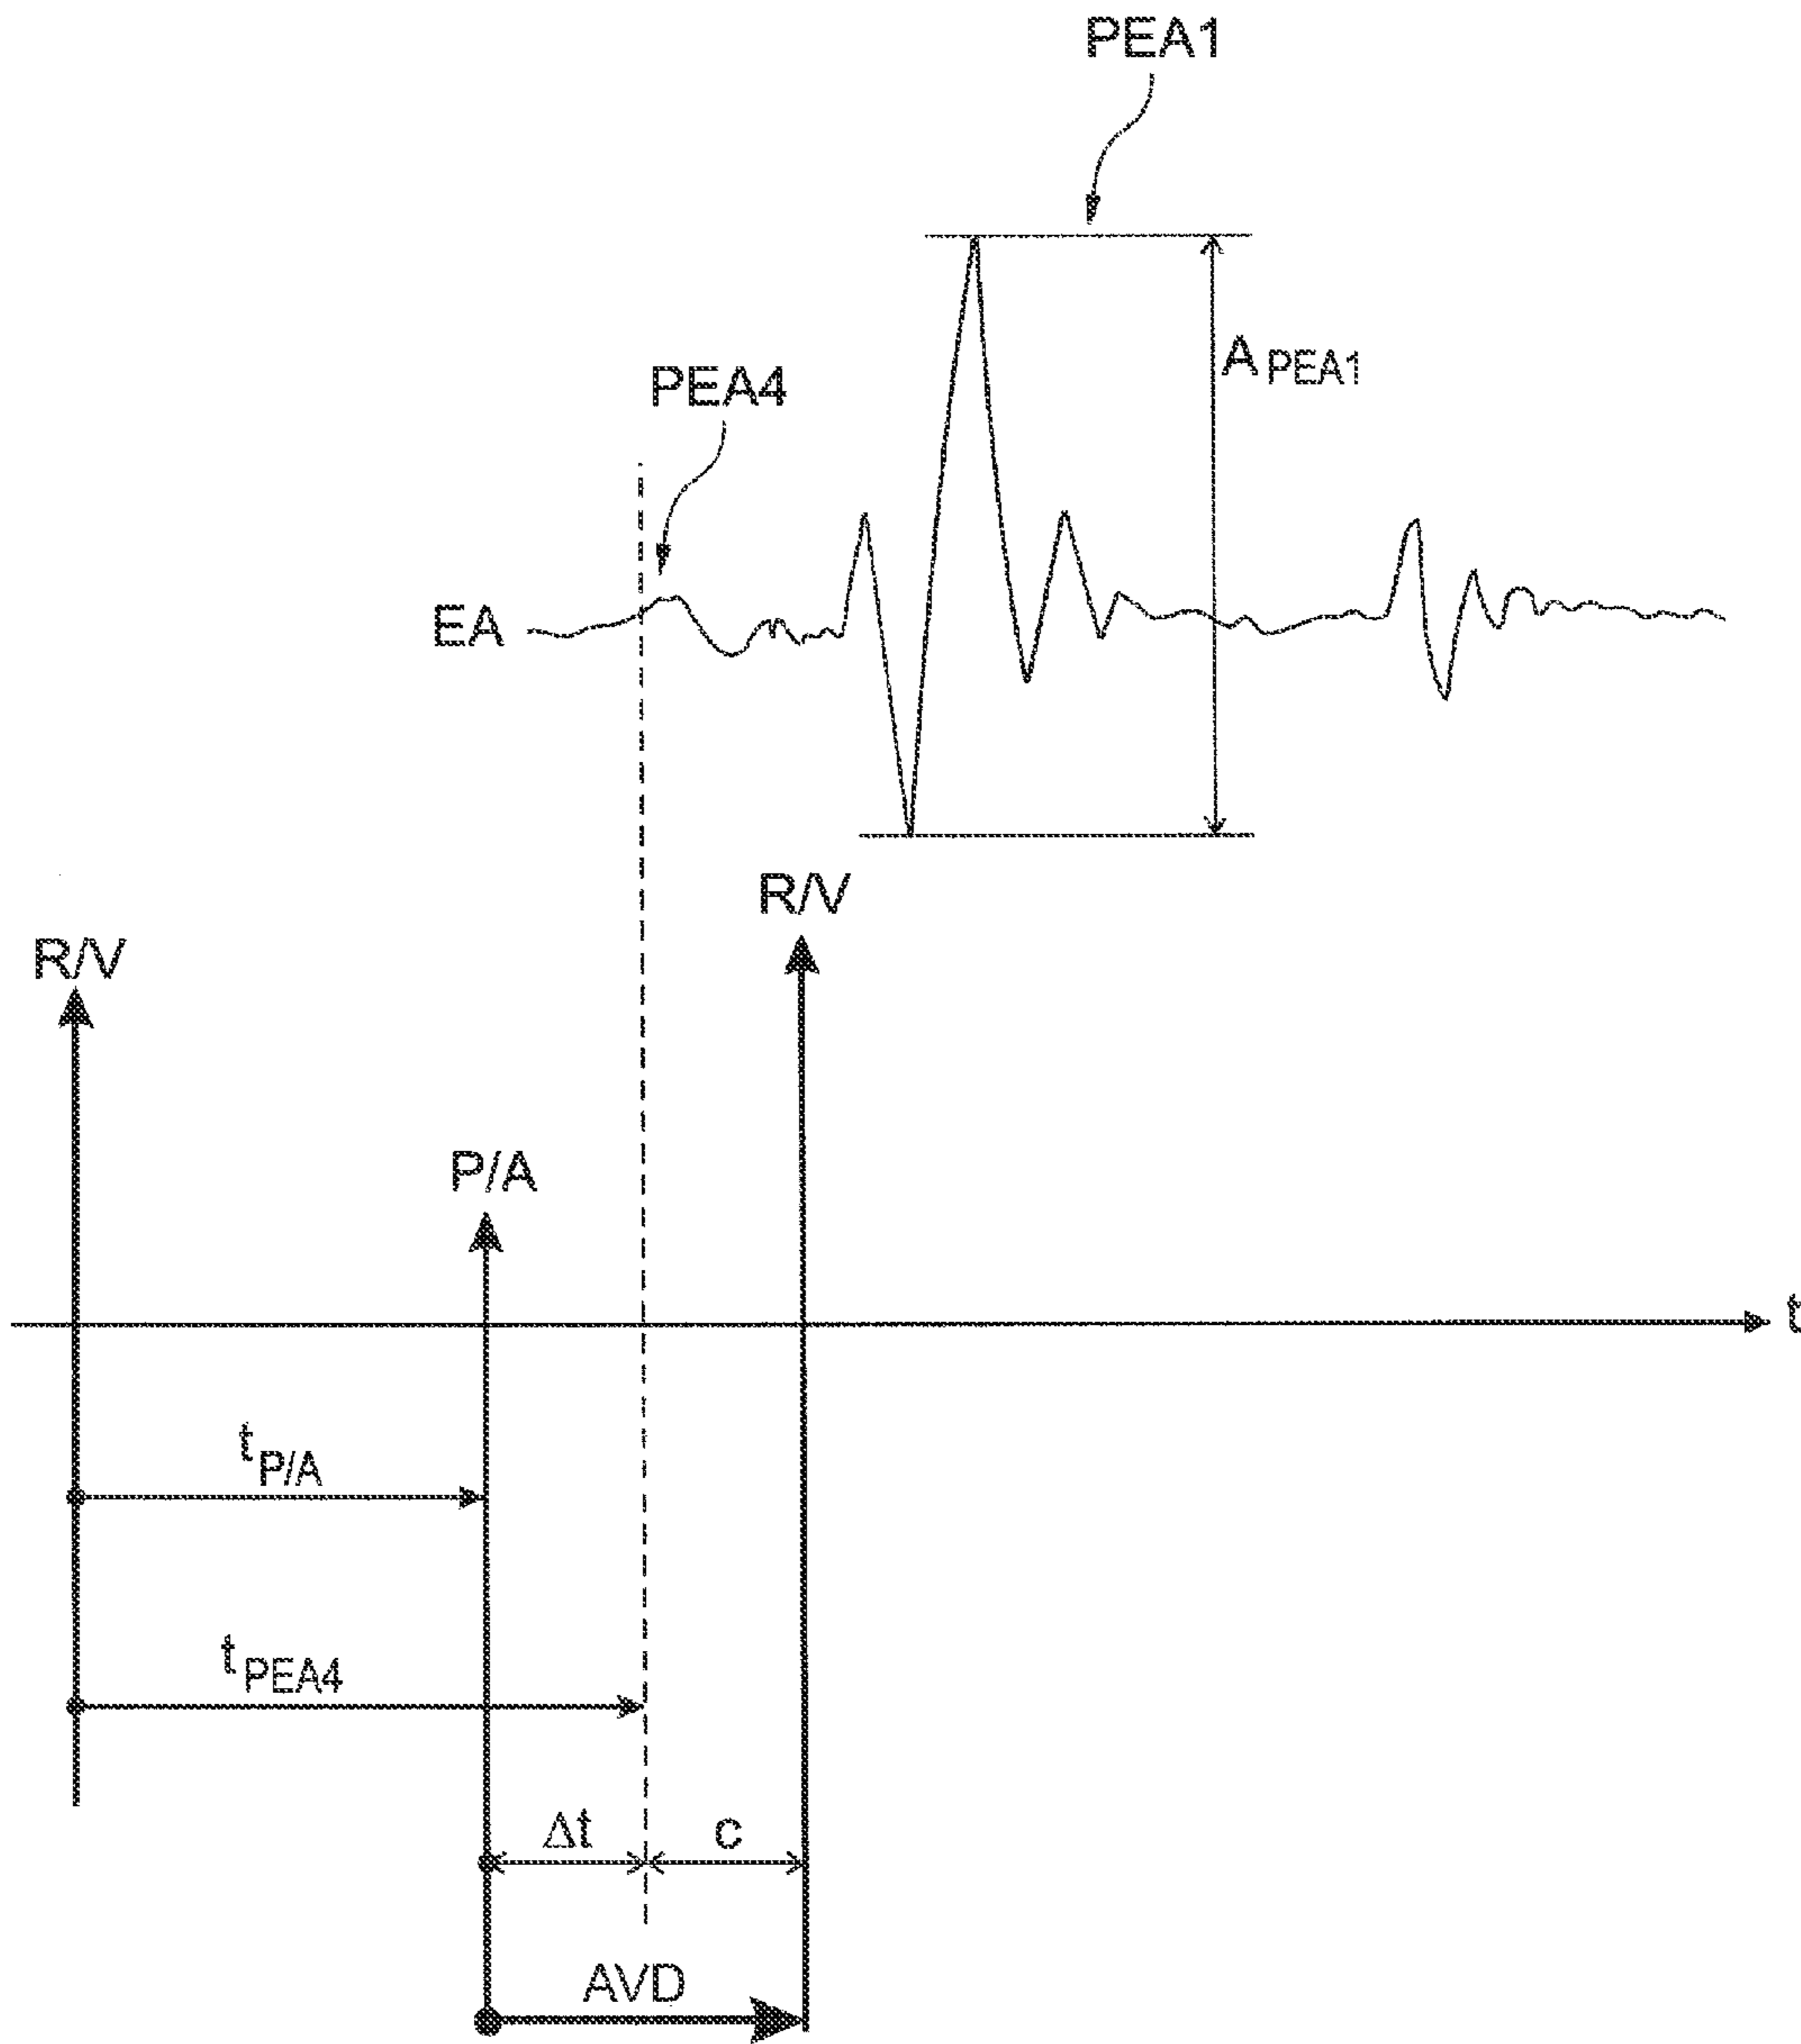 PEA1
A PEA1
PEA4
EA
R/V
R/V
P/A
t
t P/A
t PEA4
Δt
c
AVD